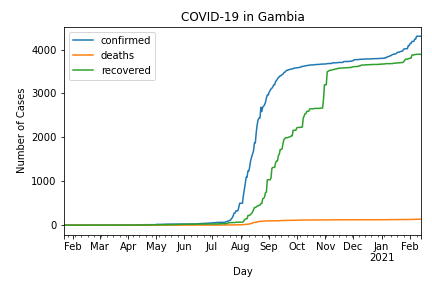 COVID-19 in Gambia
confirmed
deaths
recovered
Number of Cases
4000
3000
2000
1000
0
Feb Mar Apr May Jun Jul Aug Sep Oct Nov Dec Jan Feb
2021
Day